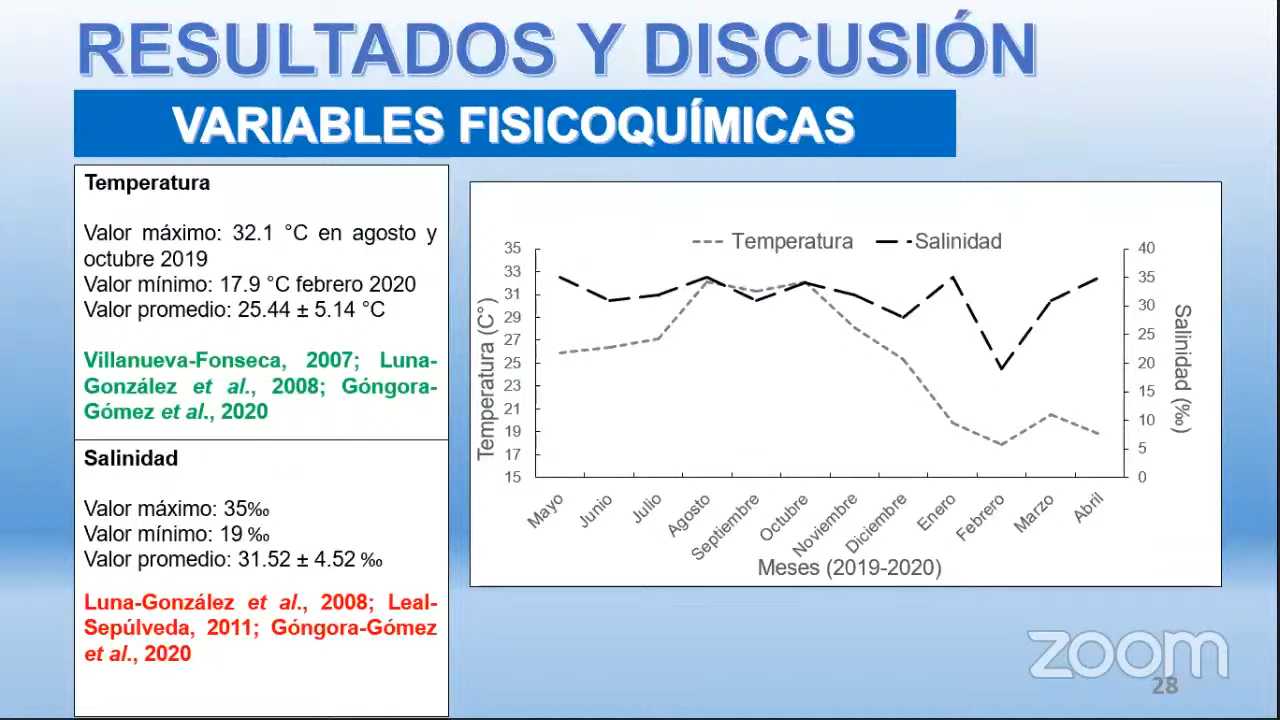 RESULTADOS Y DISCUSIÓN
VARIABLES FISICOQUÍMICAS
Temperatura
Valor máximo: 32.1 °C en agosto y
octubre 2019
Valor mínimo: 17.9 °C febrero 2020
Valor promedio: 25.44 ± 5.14 °C
Villanueva-Fonseca, 2007; Luna-
González et al., 2008; Góngora-
Gómez et al., 2020
Salinidad
Valor máximo: 35‰
Valor mínimo: 19 ‰
Valor promedio: 31.52 ± 4.52 ‰
Luna-González et al., 2008; Leal-
Sepúlveda, 2011; Góngora-Gómez
et al., 2020
Temperatura
Salinidad
Temperatura (C°)
35
33
31
29
27
25
23
21
19
17
15
40
35
30
25
20
15
10
5
0
Salinidad (‰)
Mayo
Junio
Julio
Agosto
Septiembre
Octubre
Noviembre
Diciembre
Enero
Febrero
Marzo
Abril
Meses (2019-2020)
zoom
28